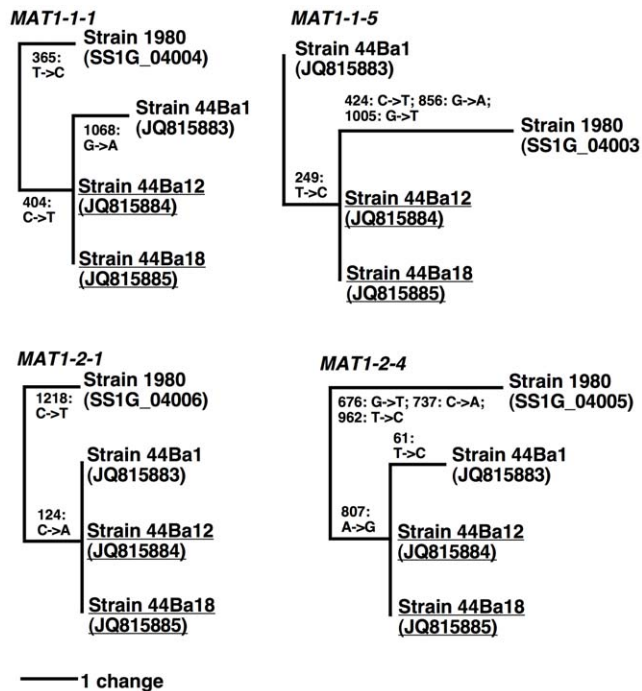 MAT1-1-1
Strain 1980
(SS1G_04004)
365:
T->C
Strain 44Ba1
(JQ815883)
1068:
G->A
Strain 44Ba12
(JQ815884)
404:
C->T
Strain 44Ba18
(JQ815885)
MAT1-1-5
Strain 44Ba1
(JQ815883)
424: C->T; 856: G->A;
1005: G->T
Strain 1980
(SS1G_04003
249:
T->C
Strain 44Ba12
(JQ815884)
Strain 44Ba18
(JQ815885)
MAT1-2-1
Strain 1980
(SS1G_04006)
1218:
C->T
Strain 44Ba1
(JQ815883)
124:
C->A
Strain 44Ba12
(JQ815884)
Strain 44Ba18
(JQ815885)
MAT1-2-4
Strain 1980
(SS1G_04005)
676: G->T; 737: C->A;
962: T->C
61:
T->C
Strain 44Ba1
(JQ815883)
807:
A->G
Strain 44Ba12
(JQ815884)
Strain 44Ba18
(JQ815885)
1 change